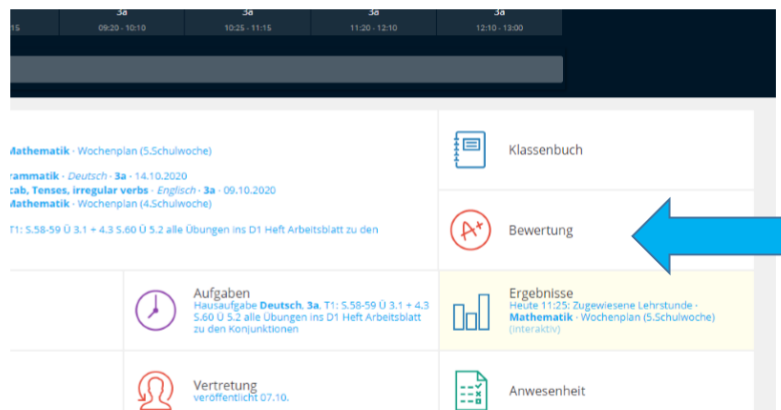 3a 3a 3a 3a
15 09:20 - 10:10 10:25 - 11:15 11:20 - 12:10 12:10 - 13:00
Mathematik · Wochenplan (5.Schulwoche)
rammatik · Deutsch · 3a · 14.10.2020
cab, Tenses, irregular verbs · Englisch · 3a · 09.10.2020
Mathematik · Wochenplan (4.Schulwoche)
T1: S.58-59 Ü 3.1 + 4.3 S.60 Ü 5.2 alle Übungen ins D1 Heft Arbeitsblatt zu den
Klassenbuch
A+
Bewertung
Aufgaben
Hausaufgabe Deutsch, 3a, T1: S.58-59 Ü 3.1 + 4.3
S.60 Ü 5.2 alle Übungen ins D1 Heft Arbeitsblatt
zu den Konjunktionen
Ergebnisse
Heute 11:25: Zugewiesene Lehrstunde ·
Mathematik · Wochenplan (5.Schulwoche)
(interaktiv)
Vertretung
veröffentlicht 07.10.
Anwesenheit